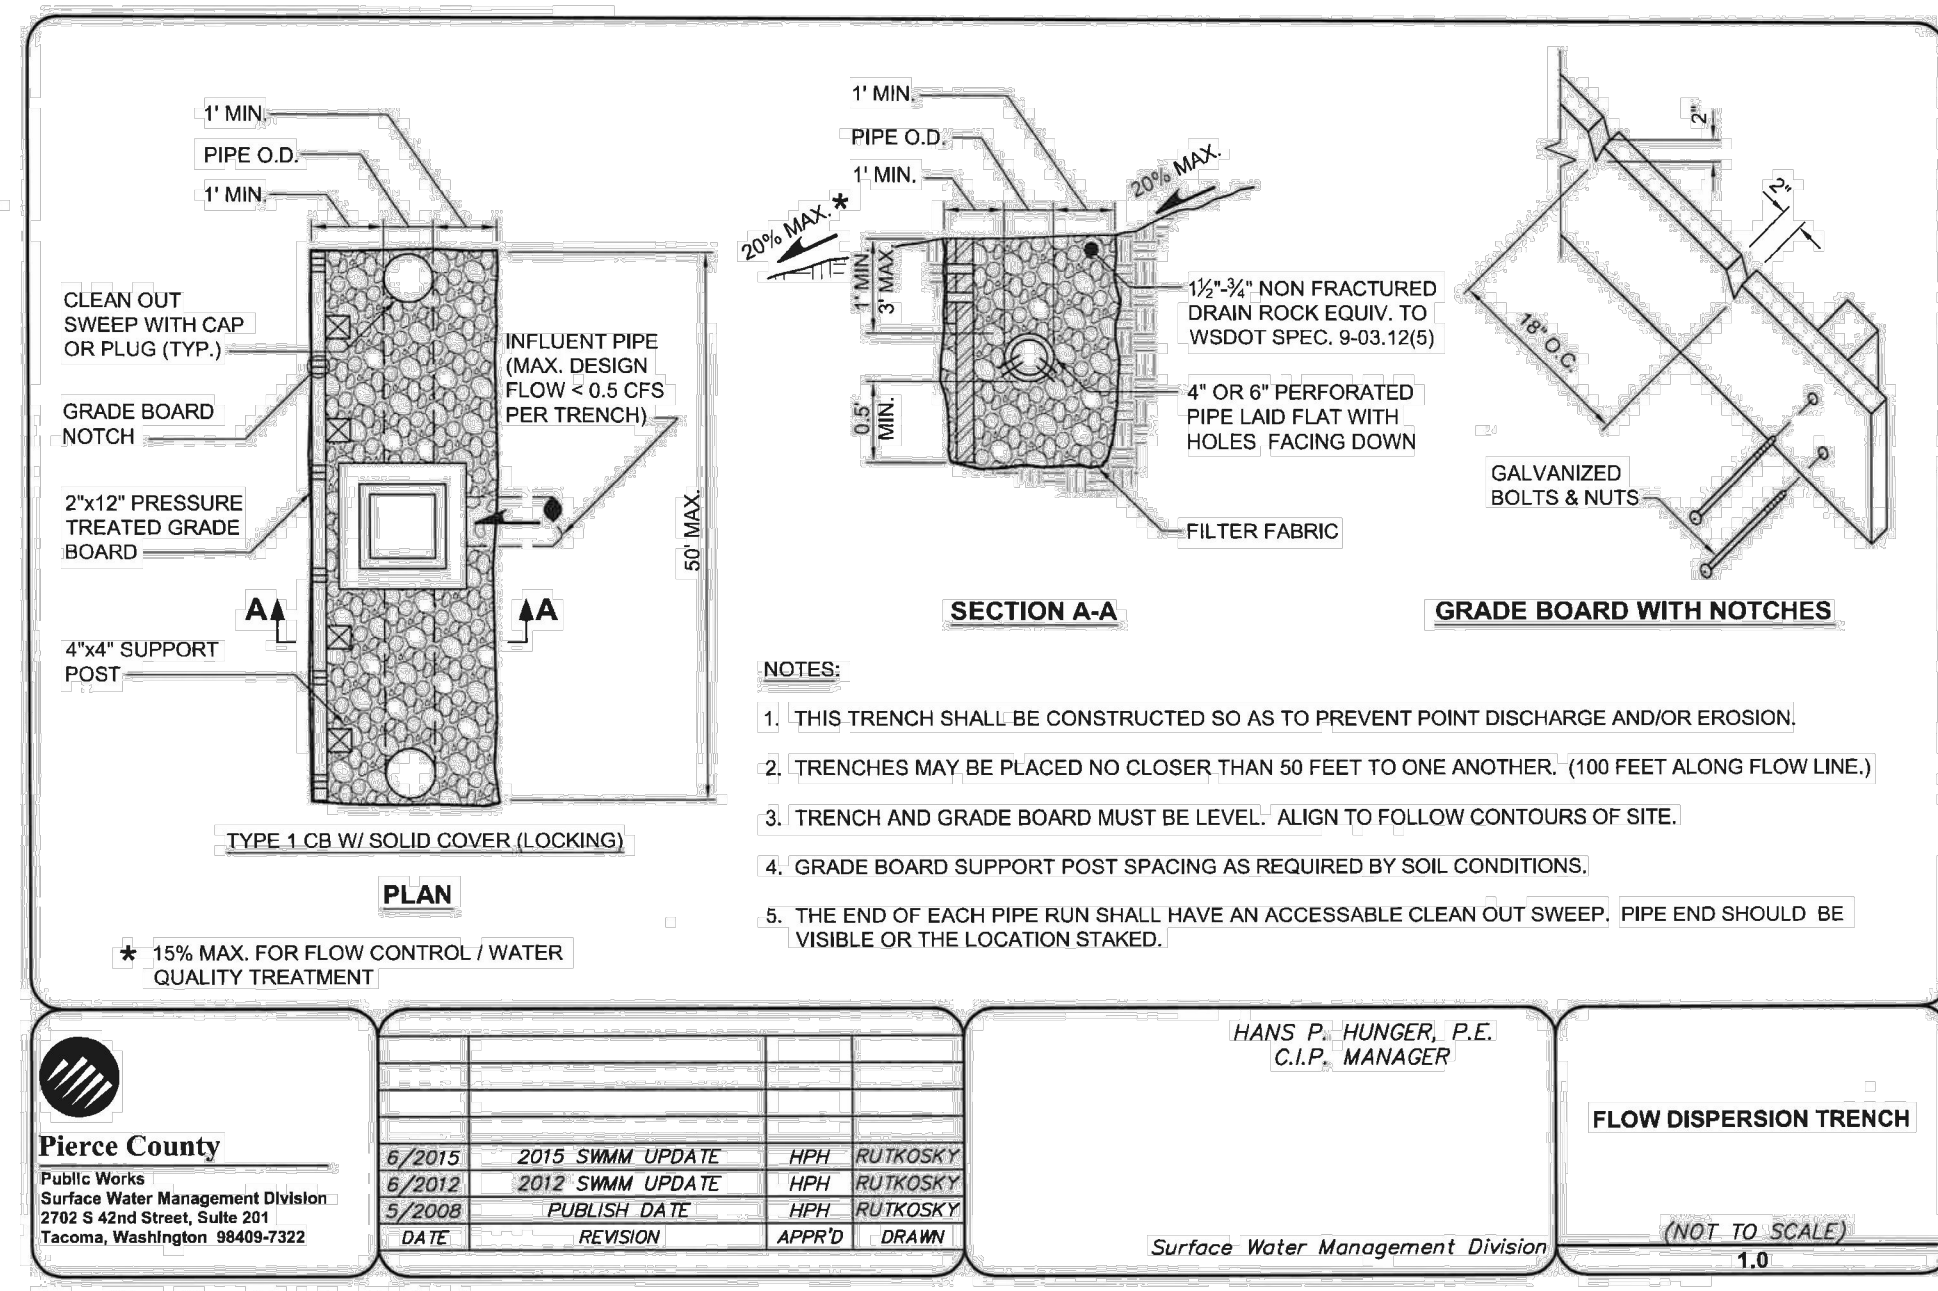 1' MIN.
PIPE O.D.
1' MIN.
CLEAN OUT
SWEEP WITH CAP
OR PLUG (TYP.)
GRADE BOARD
NOTCH
2"x12" PRESSURE
TREATED GRADE
BOARD
4"x4" SUPPORT
POST
INFLUENT PIPE
(MAX. DESIGN
FLOW < 0.5 CFS
PER TRENCH)
50' MAX.
A
A
TYPE 1 CB W/ SOLID COVER (LOCKING)
PLAN
* 15% MAX. FOR FLOW CONTROL / WATER
QUALITY TREATMENT
1' MIN.
PIPE O.D.
1' MIN.
20% MAX. *
20% MAX.
1' MIN.
3' MAX.
0.5'
MIN.
1½"-¾" NON FRACTURED
DRAIN ROCK EQUIV. TO
WSDOT SPEC. 9-03.12(5)
4" OR 6" PERFORATED
PIPE LAID FLAT WITH
HOLES FACING DOWN
FILTER FABRIC
SECTION A-A
2"
2"
18" O.C.
GALVANIZED
BOLTS & NUTS
GRADE BOARD WITH NOTCHES
NOTES:
1. THIS TRENCH SHALL BE CONSTRUCTED SO AS TO PREVENT POINT DISCHARGE AND/OR EROSION.
2. TRENCHES MAY BE PLACED NO CLOSER THAN 50 FEET TO ONE ANOTHER. (100 FEET ALONG FLOW LINE.)
3. TRENCH AND GRADE BOARD MUST BE LEVEL. ALIGN TO FOLLOW CONTOURS OF SITE.
4. GRADE BOARD SUPPORT POST SPACING AS REQUIRED BY SOIL CONDITIONS.
5. THE END OF EACH PIPE RUN SHALL HAVE AN ACCESSABLE CLEAN OUT SWEEP. PIPE END SHOULD BE
VISIBLE OR THE LOCATION STAKED.
Pierce County
Public Works
Surface Water Management Division
2702 S 42nd Street, Suite 201
Tacoma, Washington 98409-7322
6/2015 2015 SWMM UPDATE HPH RUTKOSKY
6/2012 2012 SWMM UPDATE HPH RUTKOSKY
5/2008 PUBLISH DATE HPH RUTKOSKY
DATE REVISION APPR'D DRAWN
HANS P. HUNGER, P.E.
C.I.P. MANAGER
Surface Water Management Division
FLOW DISPERSION TRENCH
(NOT TO SCALE)
1.0